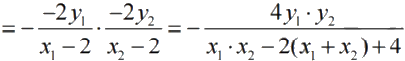 $= -\frac{-2y_1}{x_1 - 2} \cdot \frac{-2y_2}{x_2 - 2} = -\frac{4y_1 \cdot y_2}{x_1 \cdot x_2 - 2(x_1 + x_2) + 4}$